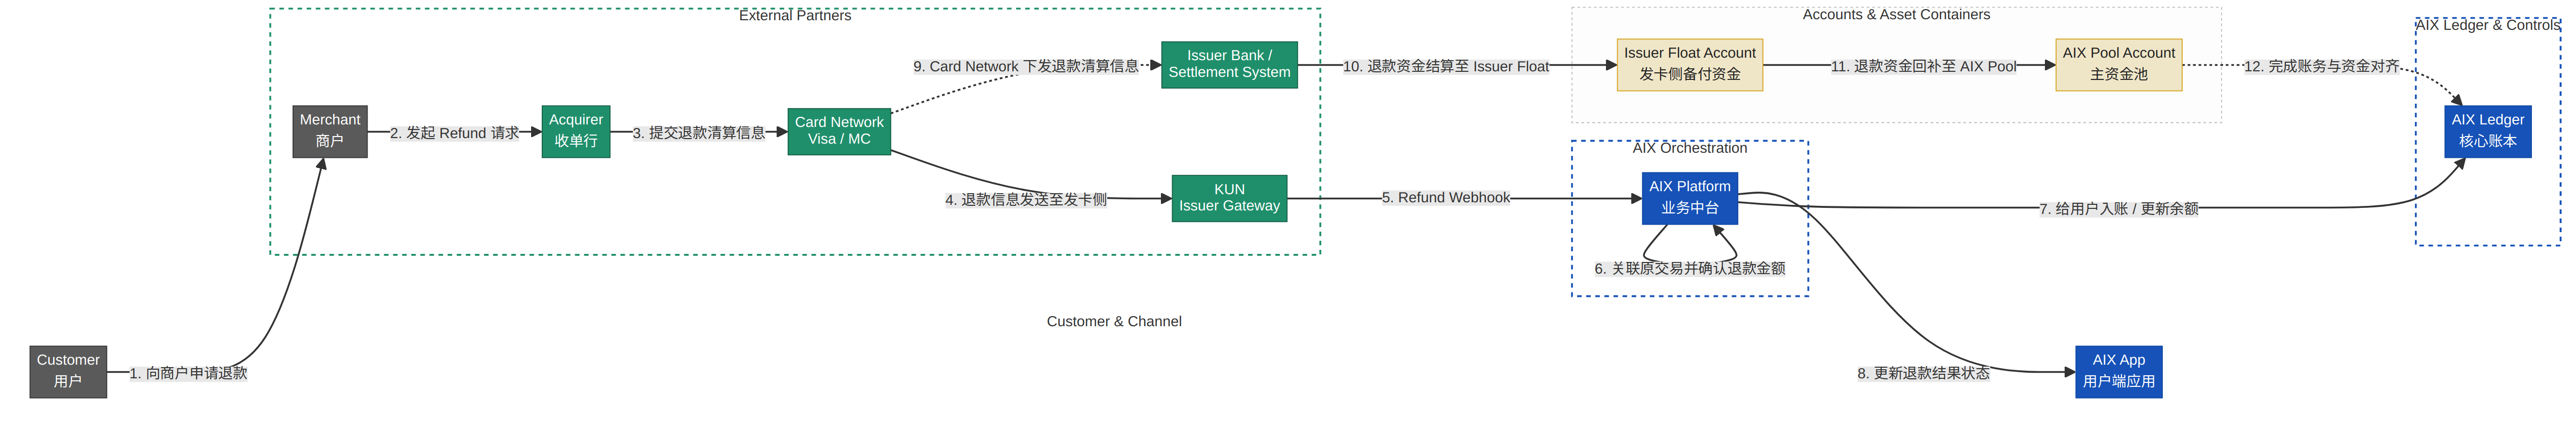 External Partners
Accounts & Asset Containers
AIX Ledger & Controls
Issuer Bank /
Settlement System
Issuer Float Account
发卡侧备付资金
AIX Pool Account
主资金池
9. Card Network 下发退款清算信息
10. 退款资金结算至 Issuer Float
11. 退款资金回补至 AIX Pool
12. 完成账务与资金对齐
Merchant
商户
2. 发起 Refund 请求
Acquirer
收单行
3. 提交退款清算信息
Card Network
Visa / MC
AIX Ledger
核心账本
AIX Orchestration
4. 退款信息发送至发卡侧
KUN
Issuer Gateway
5. Refund Webhook
AIX Platform
业务中台
7. 给用户入账 / 更新余额
6. 关联原交易并确认退款金额
Customer & Channel
Customer
用户
1. 向商户申请退款
8. 更新退款结果状态
AIX App
用户端应用